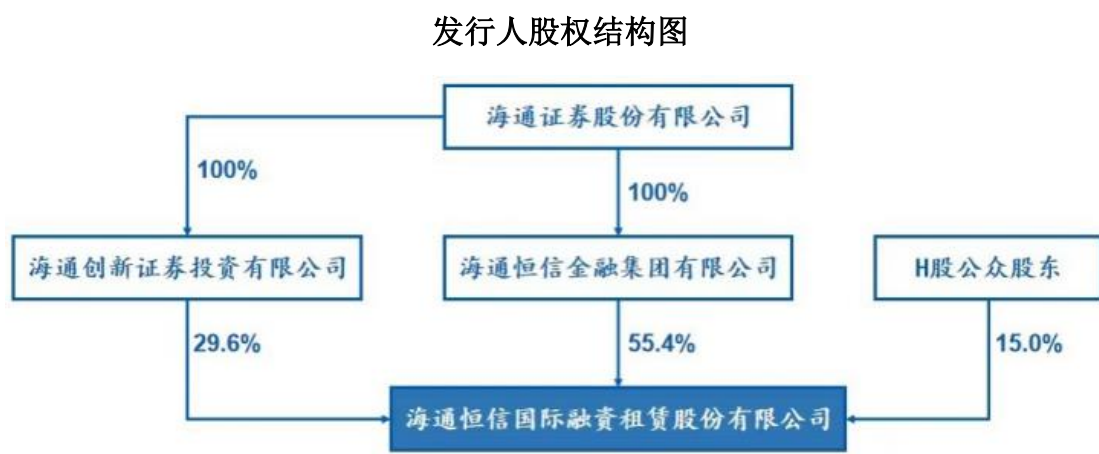 发行人股权结构图
海通证券股份有限公司
100%
100%
海通创新证券投资有限公司
海通恒信金融集团有限公司
H股公众股东
29.6%
55.4%
15.0%
海通恒信国际融资租赁股份有限公司